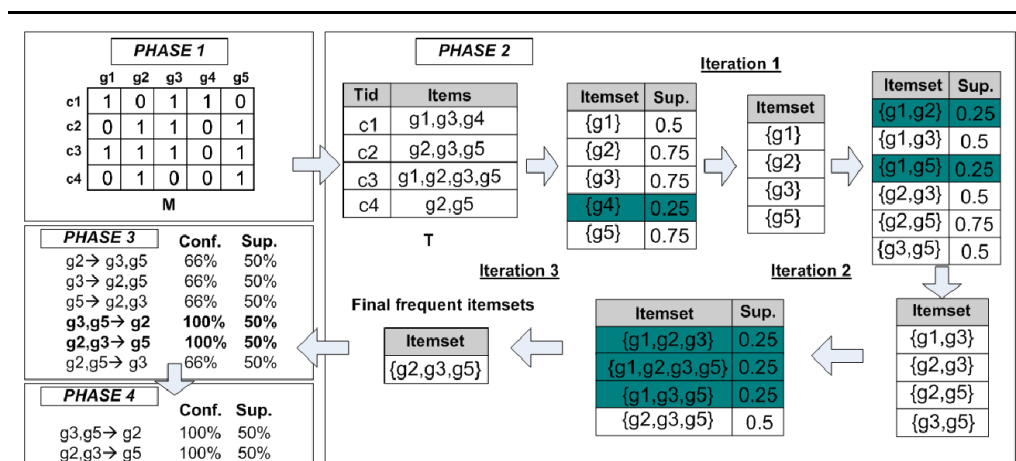 PHASE 1
g1 g2 g3 g4 g5
c1 1 0 1 1 0
c2 0 1 1 0 1
c3 1 1 1 0 1
c4 0 1 0 0 1
M
PHASE 2
Iteration 1
Tid Items
c1 g1,g3,g4
c2 g2,g3,g5
c3 g1,g2,g3,g5
c4 g2,g5
T
Itemset Sup.
{g1} 0.5
{g2} 0.75
{g3} 0.75
{g4} 0.25
{g5} 0.75
Itemset
{g1}
{g2}
{g3}
{g5}
Itemset Sup.
{g1,g2} 0.25
{g1,g3} 0.5
{g1,g5} 0.25
{g2,g3} 0.5
{g2,g5} 0.75
{g3,g5} 0.5
Iteration 2
Itemset
{g1,g3}
{g2,g3}
{g2,g5}
{g3,g5}
Itemset Sup.
{g1,g2,g3} 0.25
{g1,g2,g3,g5} 0.25
{g1,g3,g5} 0.25
{g2,g3,g5} 0.5
Iteration 3
Final frequent itemsets
Itemset
{g2,g3,g5}
PHASE 3 Conf. Sup.
g2→ g3,g5 66% 50%
g3→ g2,g5 66% 50%
g5→ g2,g3 66% 50%
g3,g5→ g2 100% 50%
g2,g3→ g5 100% 50%
g2,g5→ g3 66% 50%
PHASE 4
Conf. Sup.
g3,g5→ g2 100% 50%
g2,g3→ g5 100% 50%